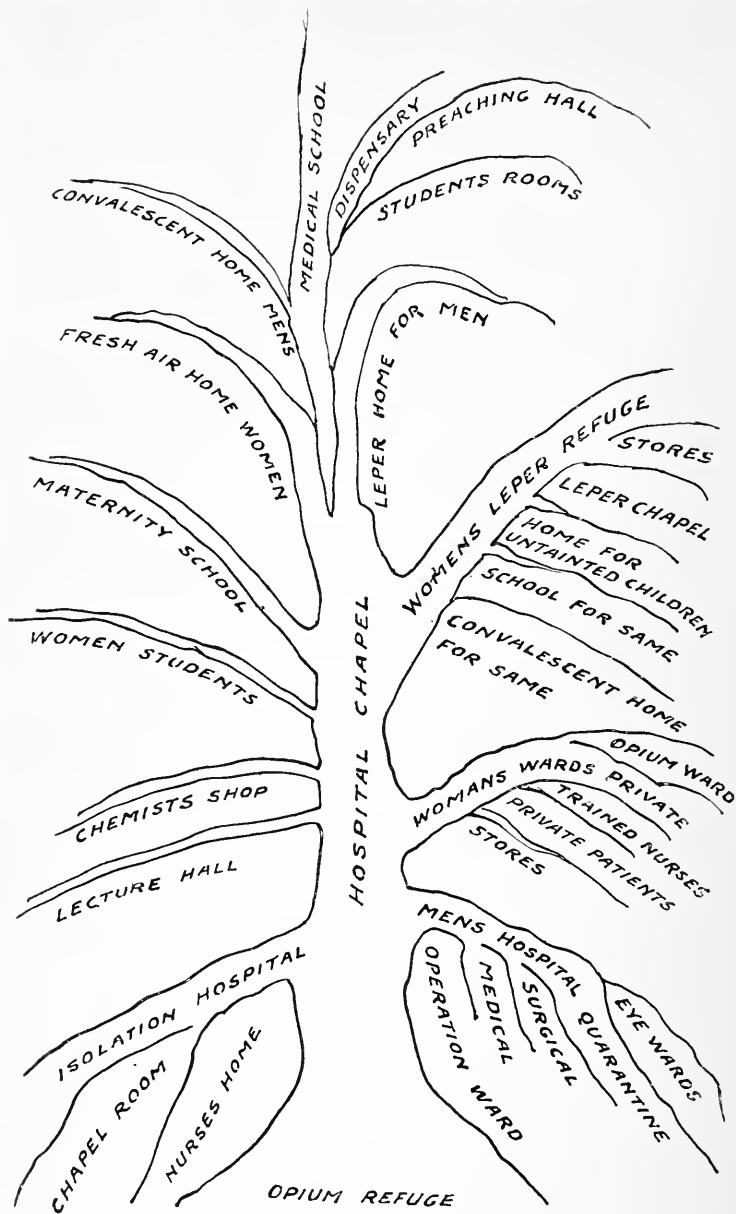 MEDICAL SCHOOL
DISPENSARY
PREACHING HALL
STUDENTS ROOMS
CONVALESCENT HOME MENS
LEPER HOME FOR MEN
FRESH AIR HOME WOMEN
WOMENS LEPER REFUGE
STORES
LEPER CHAPEL
HOME FOR
UNTAINTED CHILDREN
SCHOOL FOR SAME
CONVALESCENT HOME
FOR SAME
MATERNITY SCHOOL
WOMEN STUDENTS
HOSPITAL CHAPEL
OPIUM WARD
WOMANS WARDS PRIVATE
TRAINED NURSES
PRIVATE PATIENTS
STORES
CHEMISTS SHOP
LECTURE HALL
MENS HOSPITAL QUARANTINE
EYE WARDS
SURGICAL
MEDICAL
OPERATION WARD
ISOLATION HOSPITAL
CHAPEL ROOM
NURSES HOME
OPIUM REFUGE